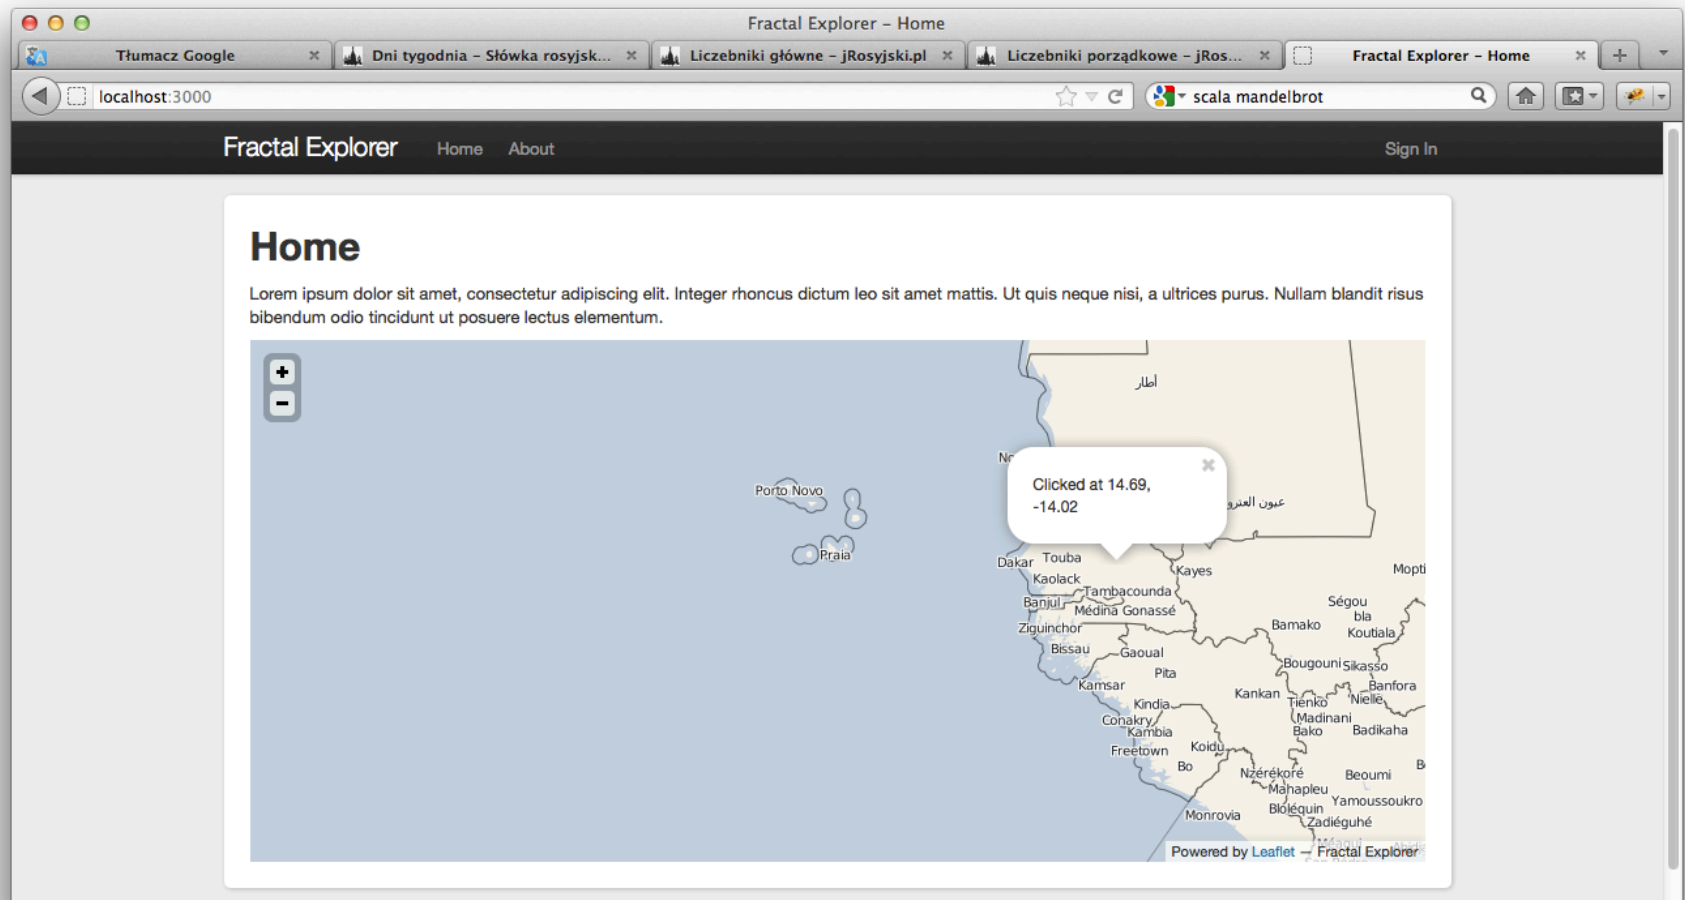 Fractal Explorer – Home
Tłumacz Google
Dni tygodnia – Słówka rosyjsk...
Liczebniki główne – jRosyjski.pl
Liczebniki porządkowe – jRos...
Fractal Explorer – Home
localhost:3000
scala mandelbrot
Fractal Explorer
Home
About
Sign In
Home
Lorem ipsum dolor sit amet, consectetur adipiscing elit. Integer rhoncus dictum leo sit amet mattis. Ut quis neque nisi, a ultrices purus. Nullam blandit risus
bibendum odio tincidunt ut posuere lectus elementum.
+
−
أطار
Clicked at 14.69,
-14.02
Porto Novo
Praia
Dakar
Touba
Kayes
Mopti
Kaolack
Tambacounda
Banjul
Médina Gonassé
Ségou
bla
Ziguinchor
Bamako
Koutiala
Bissau
Gaoual
Bougouni
Sikasso
Pita
Kamsar
Banfora
Kankan
Tienko
Nielle
Kindia
Conakry
Kambia
Madinani
Bako
Badikaha
Freetown
Koidu
Bo
Nzérékoré
Beoumi
Mahapleu
Yamoussoukro
Bloléquin
Monrovia
Zadiéguhé
Powered by Leaflet — Fractal Explorer